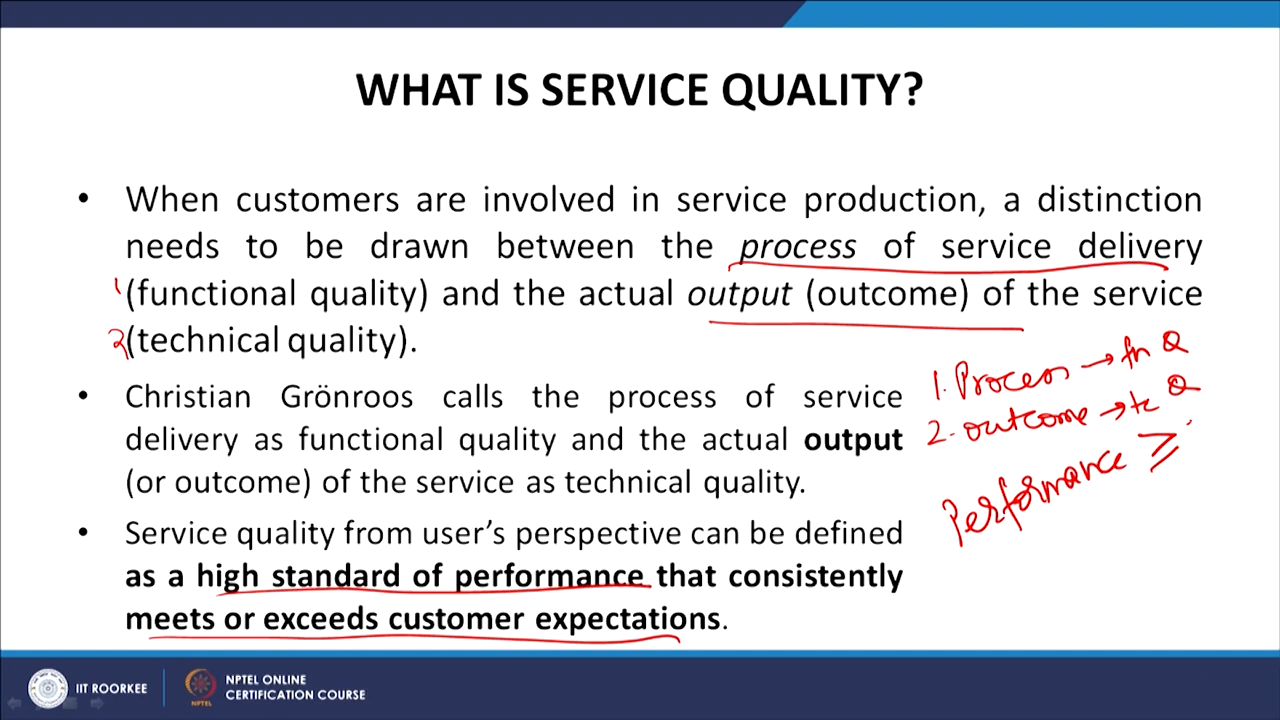 WHAT IS SERVICE QUALITY?
• When customers are involved in service production, a distinction
needs to be drawn between the process of service delivery
1 (functional quality) and the actual output (outcome) of the service
2 (technical quality).
• Christian Grönroos calls the process of service
delivery as functional quality and the actual output
(or outcome) of the service as technical quality.
• Service quality from user's perspective can be defined
as a high standard of performance that consistently
meets or exceeds customer expectations.
1. Process → fn Q
2. outcome → te Q
Performance ≥
IIT ROORKEE
NPTEL
NPTEL ONLINE
CERTIFICATION COURSE